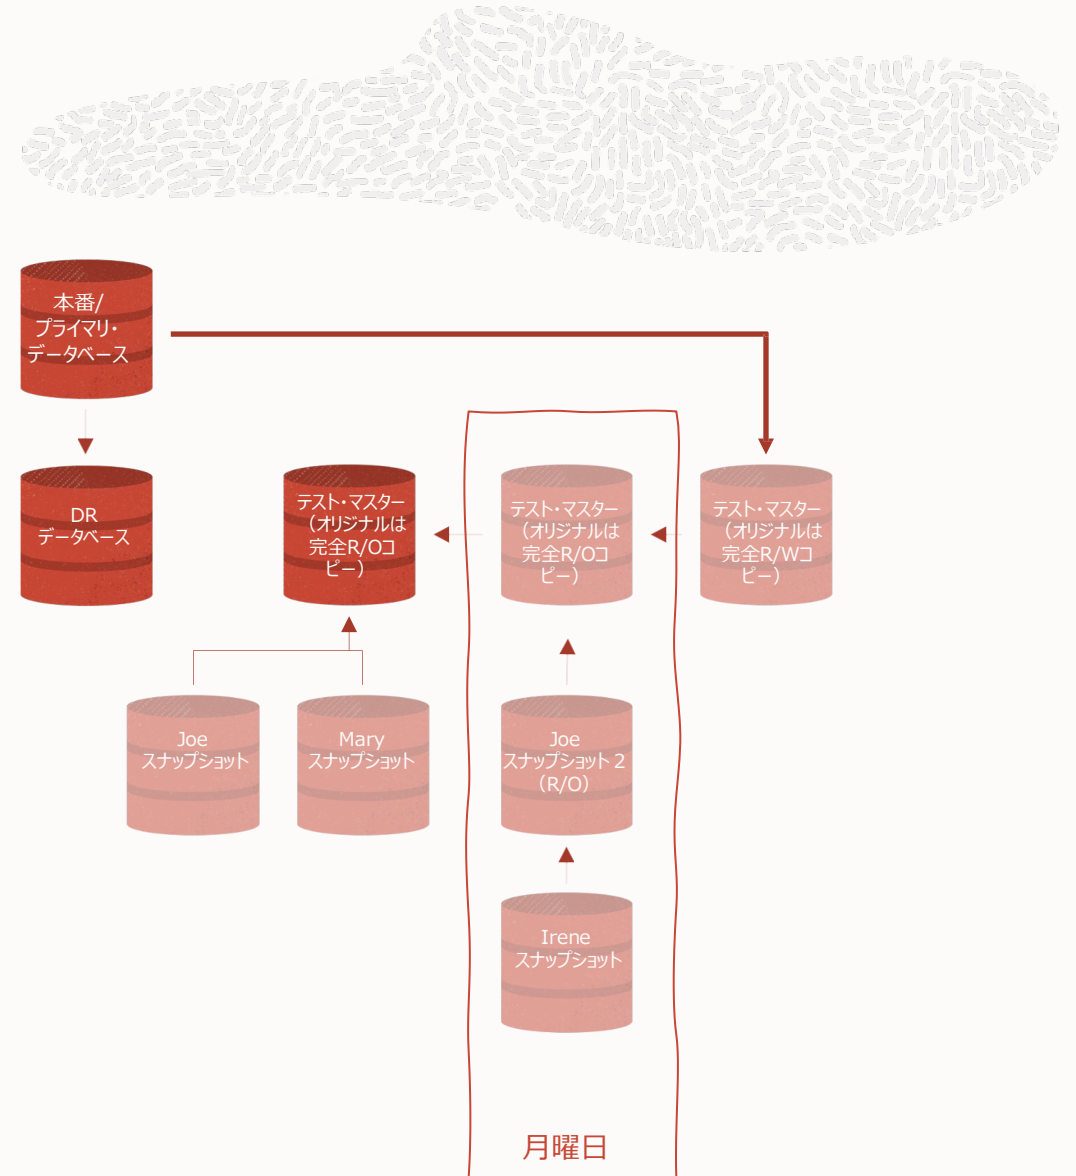 本番/
プライマリ・
データベース
DR
データベース
テスト・マスター
（オリジナルは
完全R/Oコ
ピー）
テスト・マスター
（オリジナルは
完全R/Oコ
ピー）
テスト・マスター
（オリジナルは
完全R/Wコ
ピー）
Joe
スナップショット
Mary
スナップショット
Joe
スナップショット２
（R/O）
Irene
スナップショット
月曜日